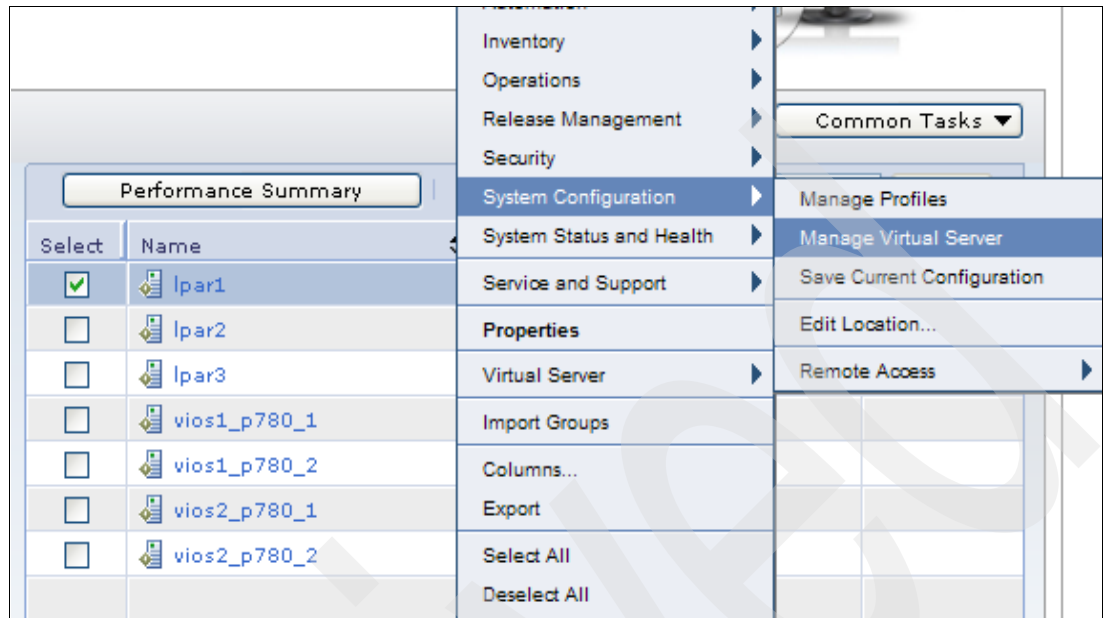 Automation
Inventory
Operations
Release Management
Security
System Configuration
System Status and Health
Service and Support
Properties
Virtual Server
Import Groups
Columns...
Export
Select All
Deselect All
Common Tasks
Manage Profiles
Manage Virtual Server
Save Current Configuration
Edit Location...
Remote Access
Performance Summary
Select Name
lpar1
lpar2
lpar3
vios1_p780_1
vios1_p780_2
vios2_p780_1
vios2_p780_2